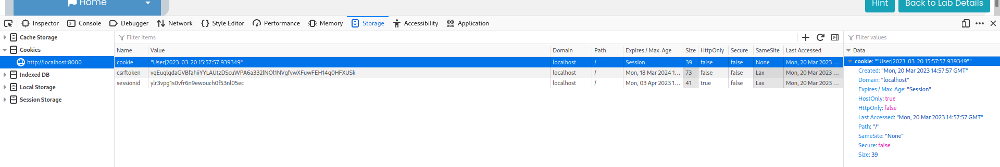 Home
Hint Back to Lab Details
Inspector Console Debugger Network Style Editor Performance Memory Storage Accessibility Application
Cache Storage
Cookies
http://localhost:8000
Indexed DB
Local Storage
Session Storage
Filter Items
Name Value Domain Path Expires / Max-Age Size HttpOnly Secure SameSite Last Accessed
cookie "User|2023-03-20 15:57:57.939349" localhost / Session 39 false false None Mon, 20 Mar 2023 ...
csrftoken vqEuqlgdaGVBfahiiYYLAUtzDScuWPA6a332lNOl1NVgfvwXFuwFEH14q0HFXUSk localhost / Mon, 18 Mar 2024 1... 73 false false Lax Mon, 20 Mar 2023 ...
sessionid ylr3vpg1s0vfr6n9ewouch0f53nl05ec localhost / Mon, 03 Apr 2023 1... 41 true false Lax Mon, 20 Mar 2023 ...
Filter values
Data
cookie: ""User|2023-03-20 15:57:57.939349""
Created: "Mon, 20 Mar 2023 14:57:57 GMT"
Domain: "localhost"
Expires / Max-Age: "Session"
HostOnly: true
HttpOnly: false
Last Accessed: "Mon, 20 Mar 2023 14:57:57 GMT"
Path: "/"
SameSite: "None"
Secure: false
Size: 39